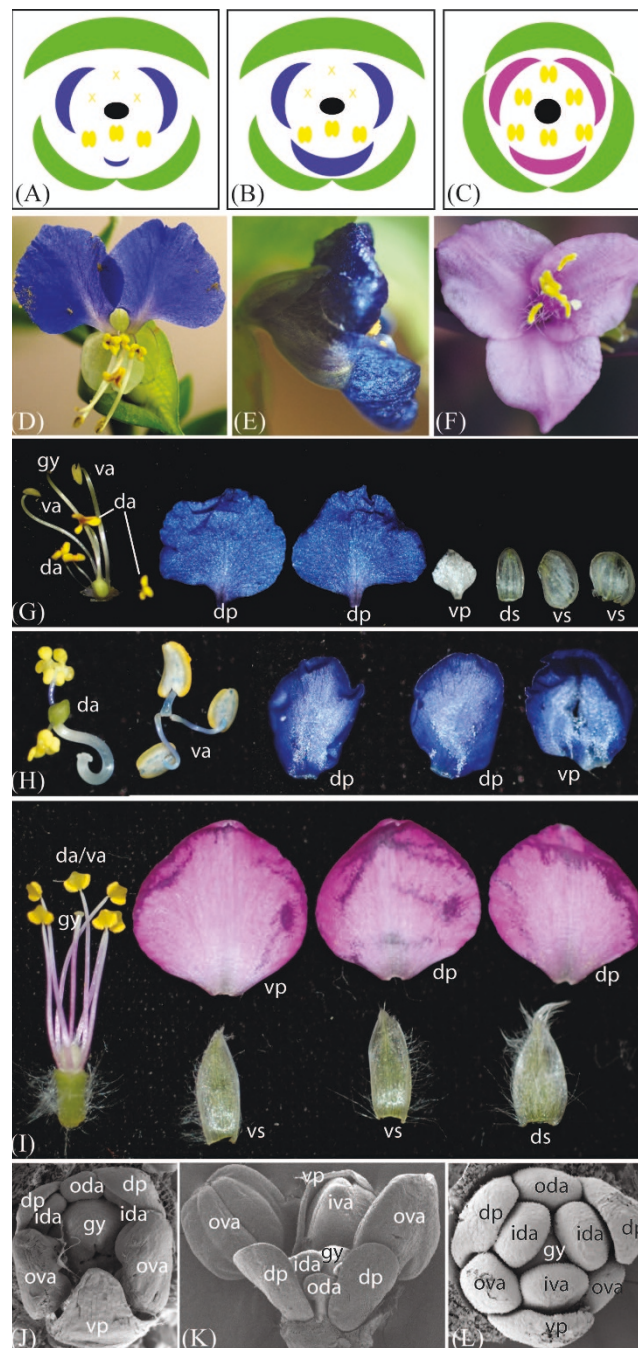 (A)
(B)
(C)
(D)
(E)
(F)
gy va
va da
da
(G) dp dp vp ds vs vs
da
va
(H) dp dp vp
da/va
gy
vp dp dp
(I) vs vs ds
dp oda dp
ida gy ida
ova ova
(J) vp
vp
ova iva ova
gy
ida
dp oda dp
(K)
oda
dp dp
ida ida
gy
ova iva ova
(L) vp